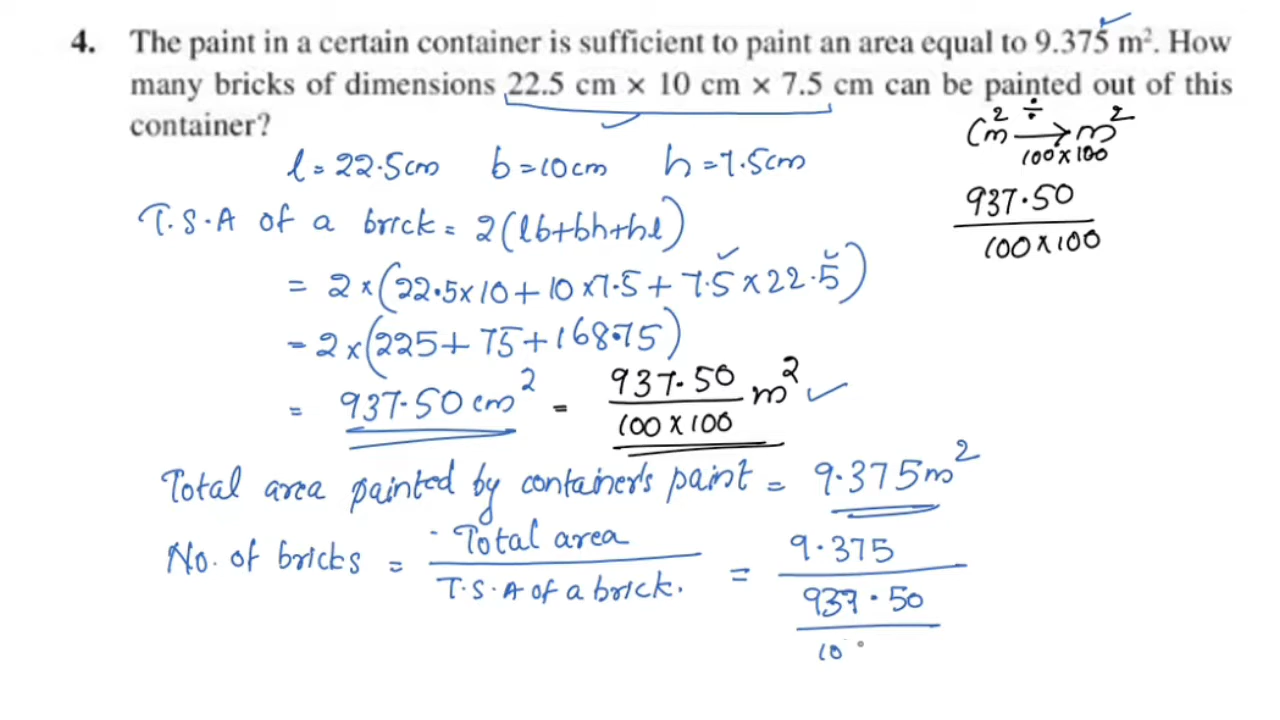 4. The paint in a certain container is sufficient to paint an area equal to 9.375 m². How
many bricks of dimensions 22.5 cm × 10 cm × 7.5 cm can be painted out of this
container?
cm² ÷ → m²
100×100
l = 22.5cm b = 10cm h = 7.5cm
937.50
100×100
T.S.A of a brick = 2(lb+bh+hl)
= 2×(22.5×10+10×7.5+7.5×22.5)
= 2×(225+75+168.75)
= 937.50 cm² = 937.50 m²
100×100
Total area painted by container's paint = 9.375m²
No. of bricks = Total area = 9.375
T.S.A of a brick. 937.50
10